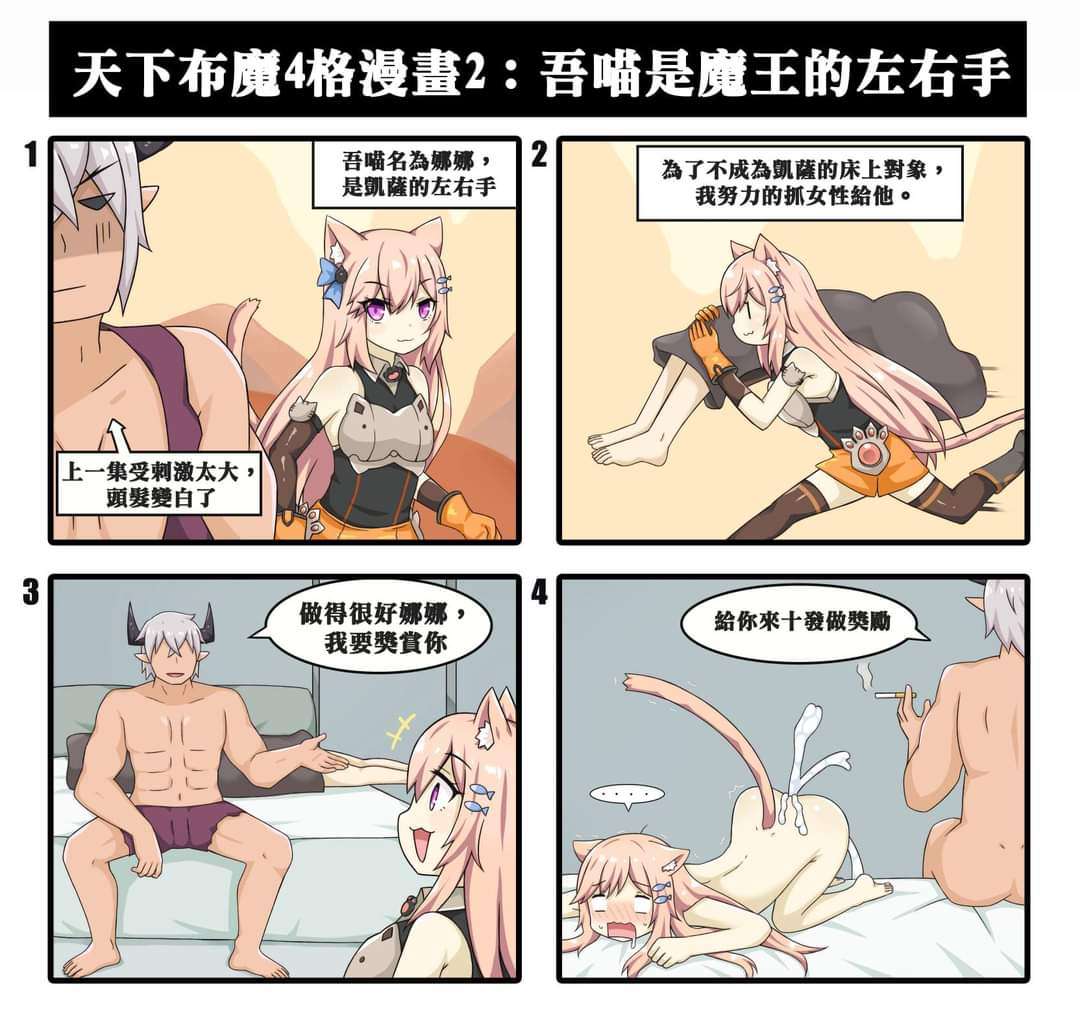 天下布魔4格漫畫2：吾喵是魔王的左右手
1
吾喵名為娜娜，
是凱薩的左右手
上一集受刺激太大，
頭髮變白了
2
為了不成為凱薩的床上對象，
我努力的抓女性給他。
3
做得很好娜娜，
我要獎賞你
4
給你來十發做獎勵
．．．．．